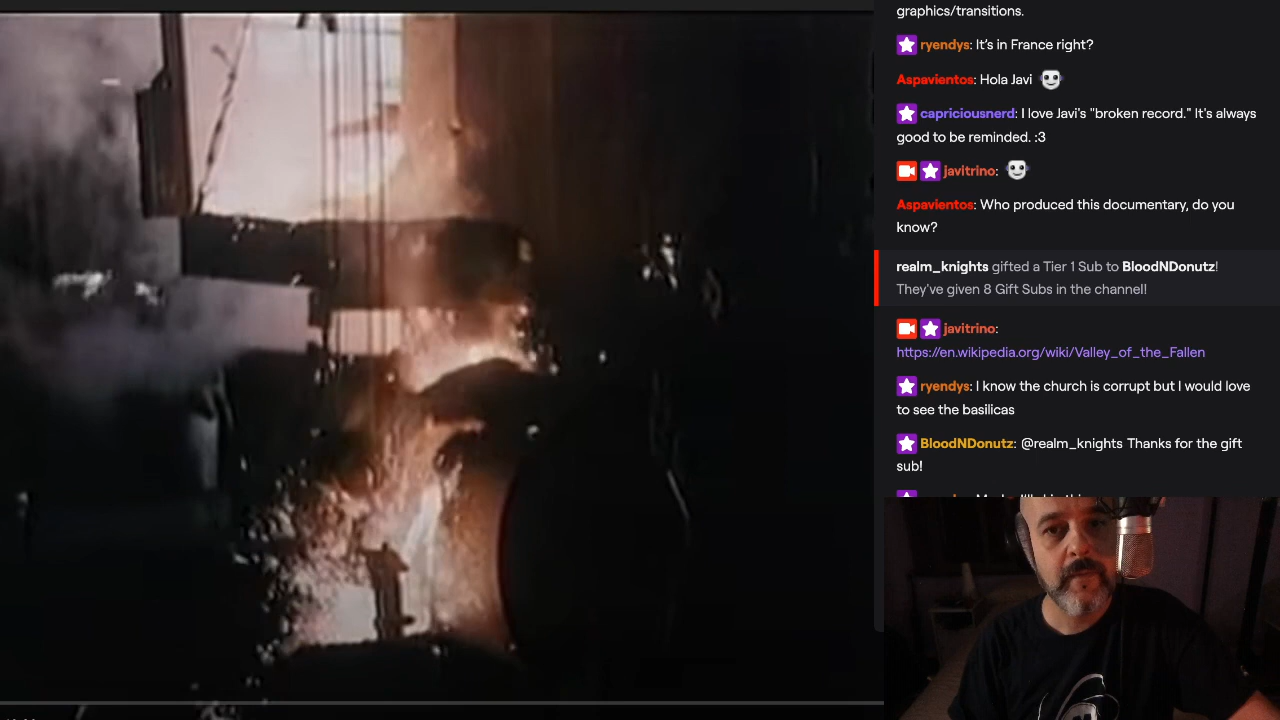 graphics/transitions.
ryendys: It's in France right?
Aspavientos: Hola Javi
capriciousnerd: I love Javi's "broken record." It's always
good to be reminded. :3
javitrino:
Aspavientos: Who produced this documentary, do you
know?
realm_knights gifted a Tier 1 Sub to BloodNDonutz!
They've given 8 Gift Subs in the channel!
javitrino:
https://en.wikipedia.org/wiki/Valley_of_the_Fallen
ryendys: I know the church is corrupt but I would love
to see the basilicas
BloodNDonutz: @realm_knights Thanks for the gift
sub!